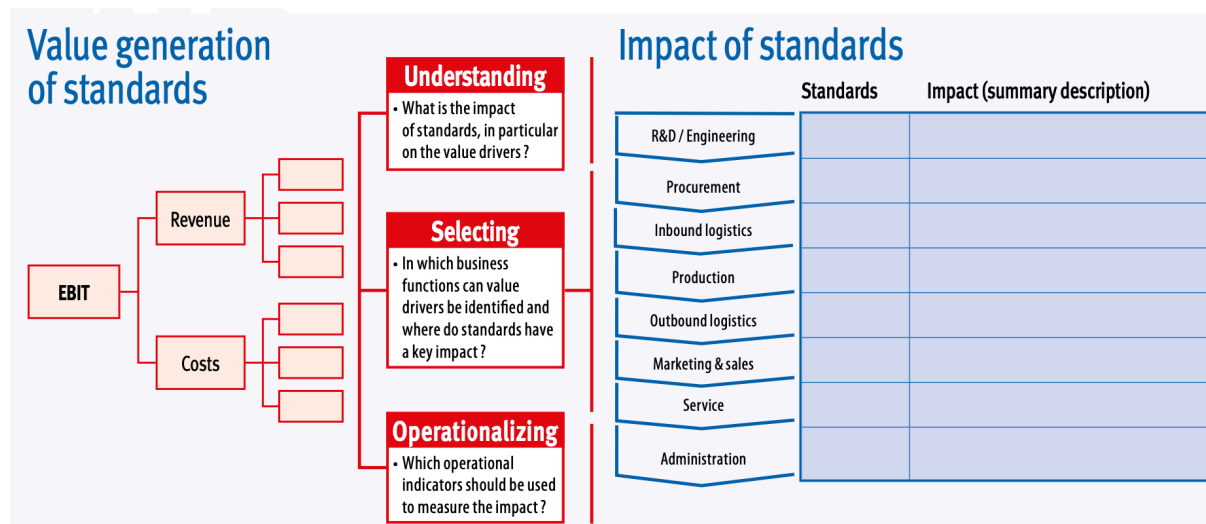 Value generation
of standards
EBIT
Revenue
Costs
Understanding
• What is the impact
of standards, in particular
on the value drivers ?
Selecting
• In which business
functions can value
drivers be identified and
where do standards have
a key impact ?
Operationalizing
• Which operational
indicators should be used
to measure the impact ?
Impact of standards
Standards Impact (summary description)
R&D / Engineering
Procurement
Inbound logistics
Production
Outbound logistics
Marketing & sales
Service
Administration